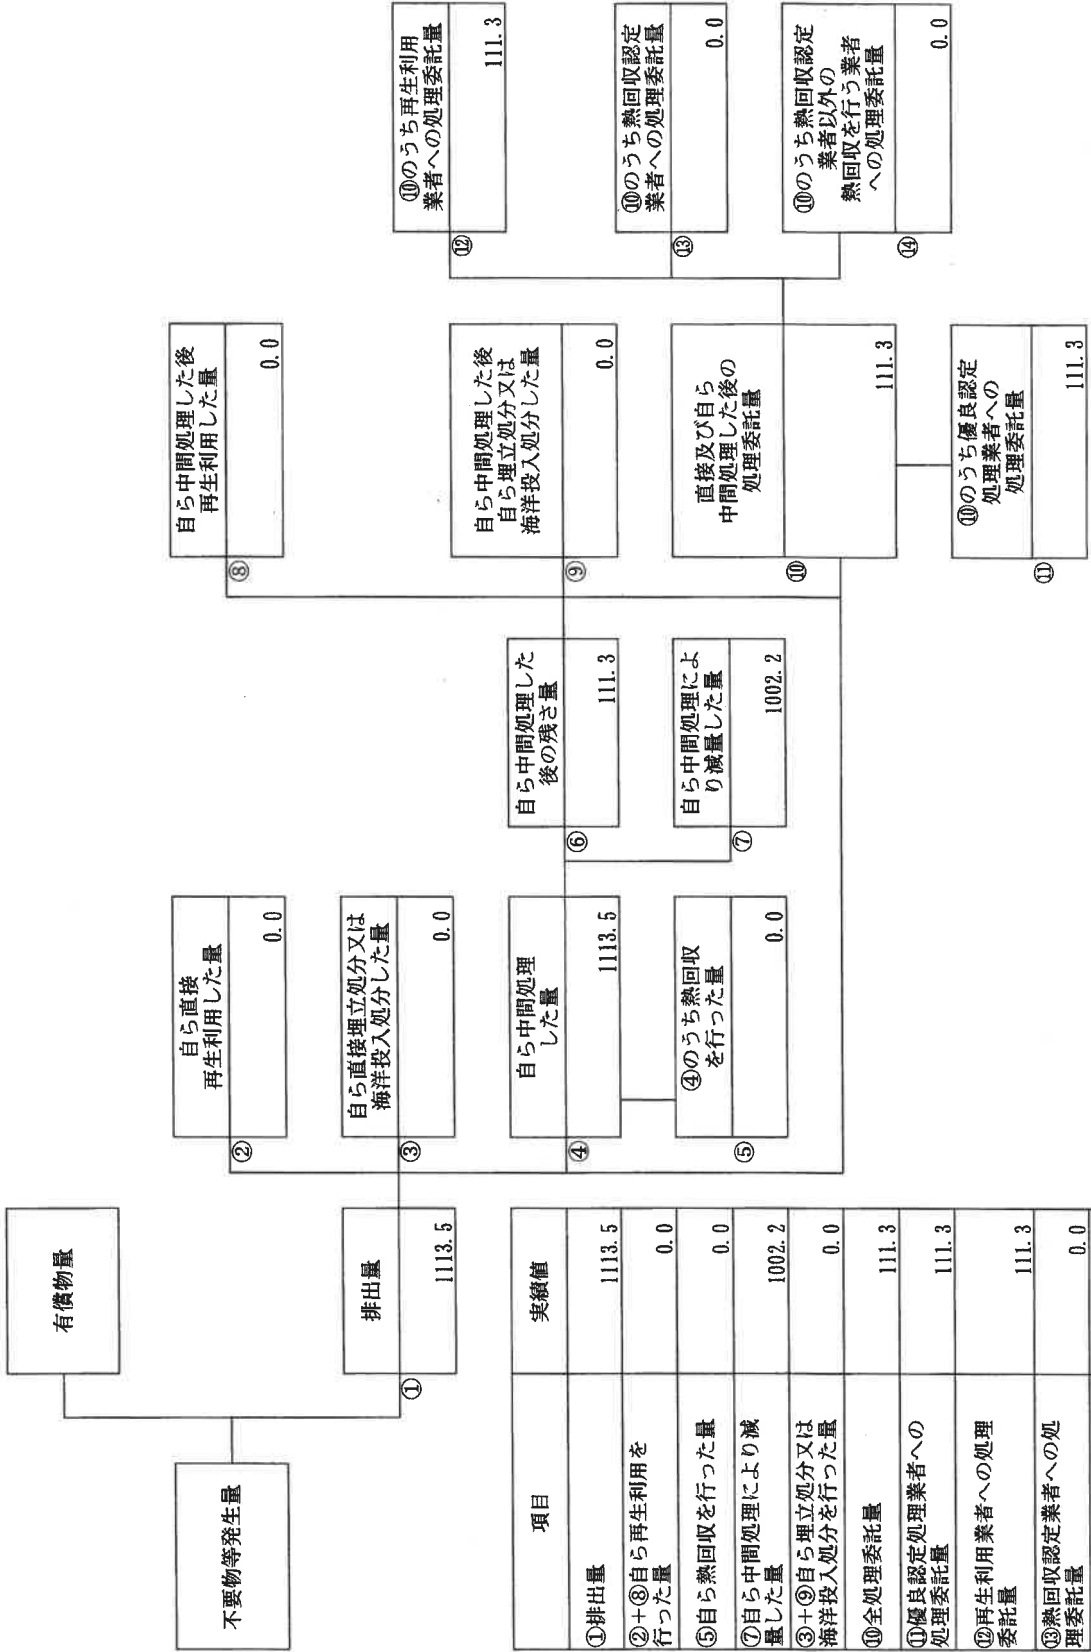 不要物等発生量
有償物量
排出量
①
1113.5
自ら直接
再生利用した量
②
0.0
自ら直接埋立処分又は
海洋投入処分した量
③
0.0
自ら中間処理
した量
④
1113.5
④のうち熱回収
を行った量
⑤
0.0
自ら中間処理した
後の残さ量
⑥
111.3
自ら中間処理によ
り減量した量
⑦
1002.2
自ら中間処理した後
再生利用した量
⑧
0.0
自ら中間処理した後
自ら埋立処分又は
海洋投入処分した量
⑨
0.0
直接及び自ら
中間処理した後の
処理委託量
⑩
111.3
⑩のうち優良認定
処理業者への
処理委託量
⑪
111.3
⑩のうち再生利用
業者への処理委託量
⑫
111.3
⑩のうち熱回収認定
業者への処理委託量
⑬
0.0
⑩のうち熱回収認定
業者以外の
熱回収を行う業者
への処理委託量
⑭
0.0
項目 実績値
①排出量 1113.5
②+⑧自ら再生利用を
行った量 0.0
⑤自ら熱回収を行った量 0.0
⑦自ら中間処理により減
量した量 1002.2
③+⑨自ら埋立処分又は
海洋投入処分を行った量 0.0
⑩全処理委託量 111.3
⑪優良認定処理業者への
処理委託量 111.3
⑫再生利用業者への処理
委託量 111.3
⑬熱回収認定業者への処
理委託量 0.0